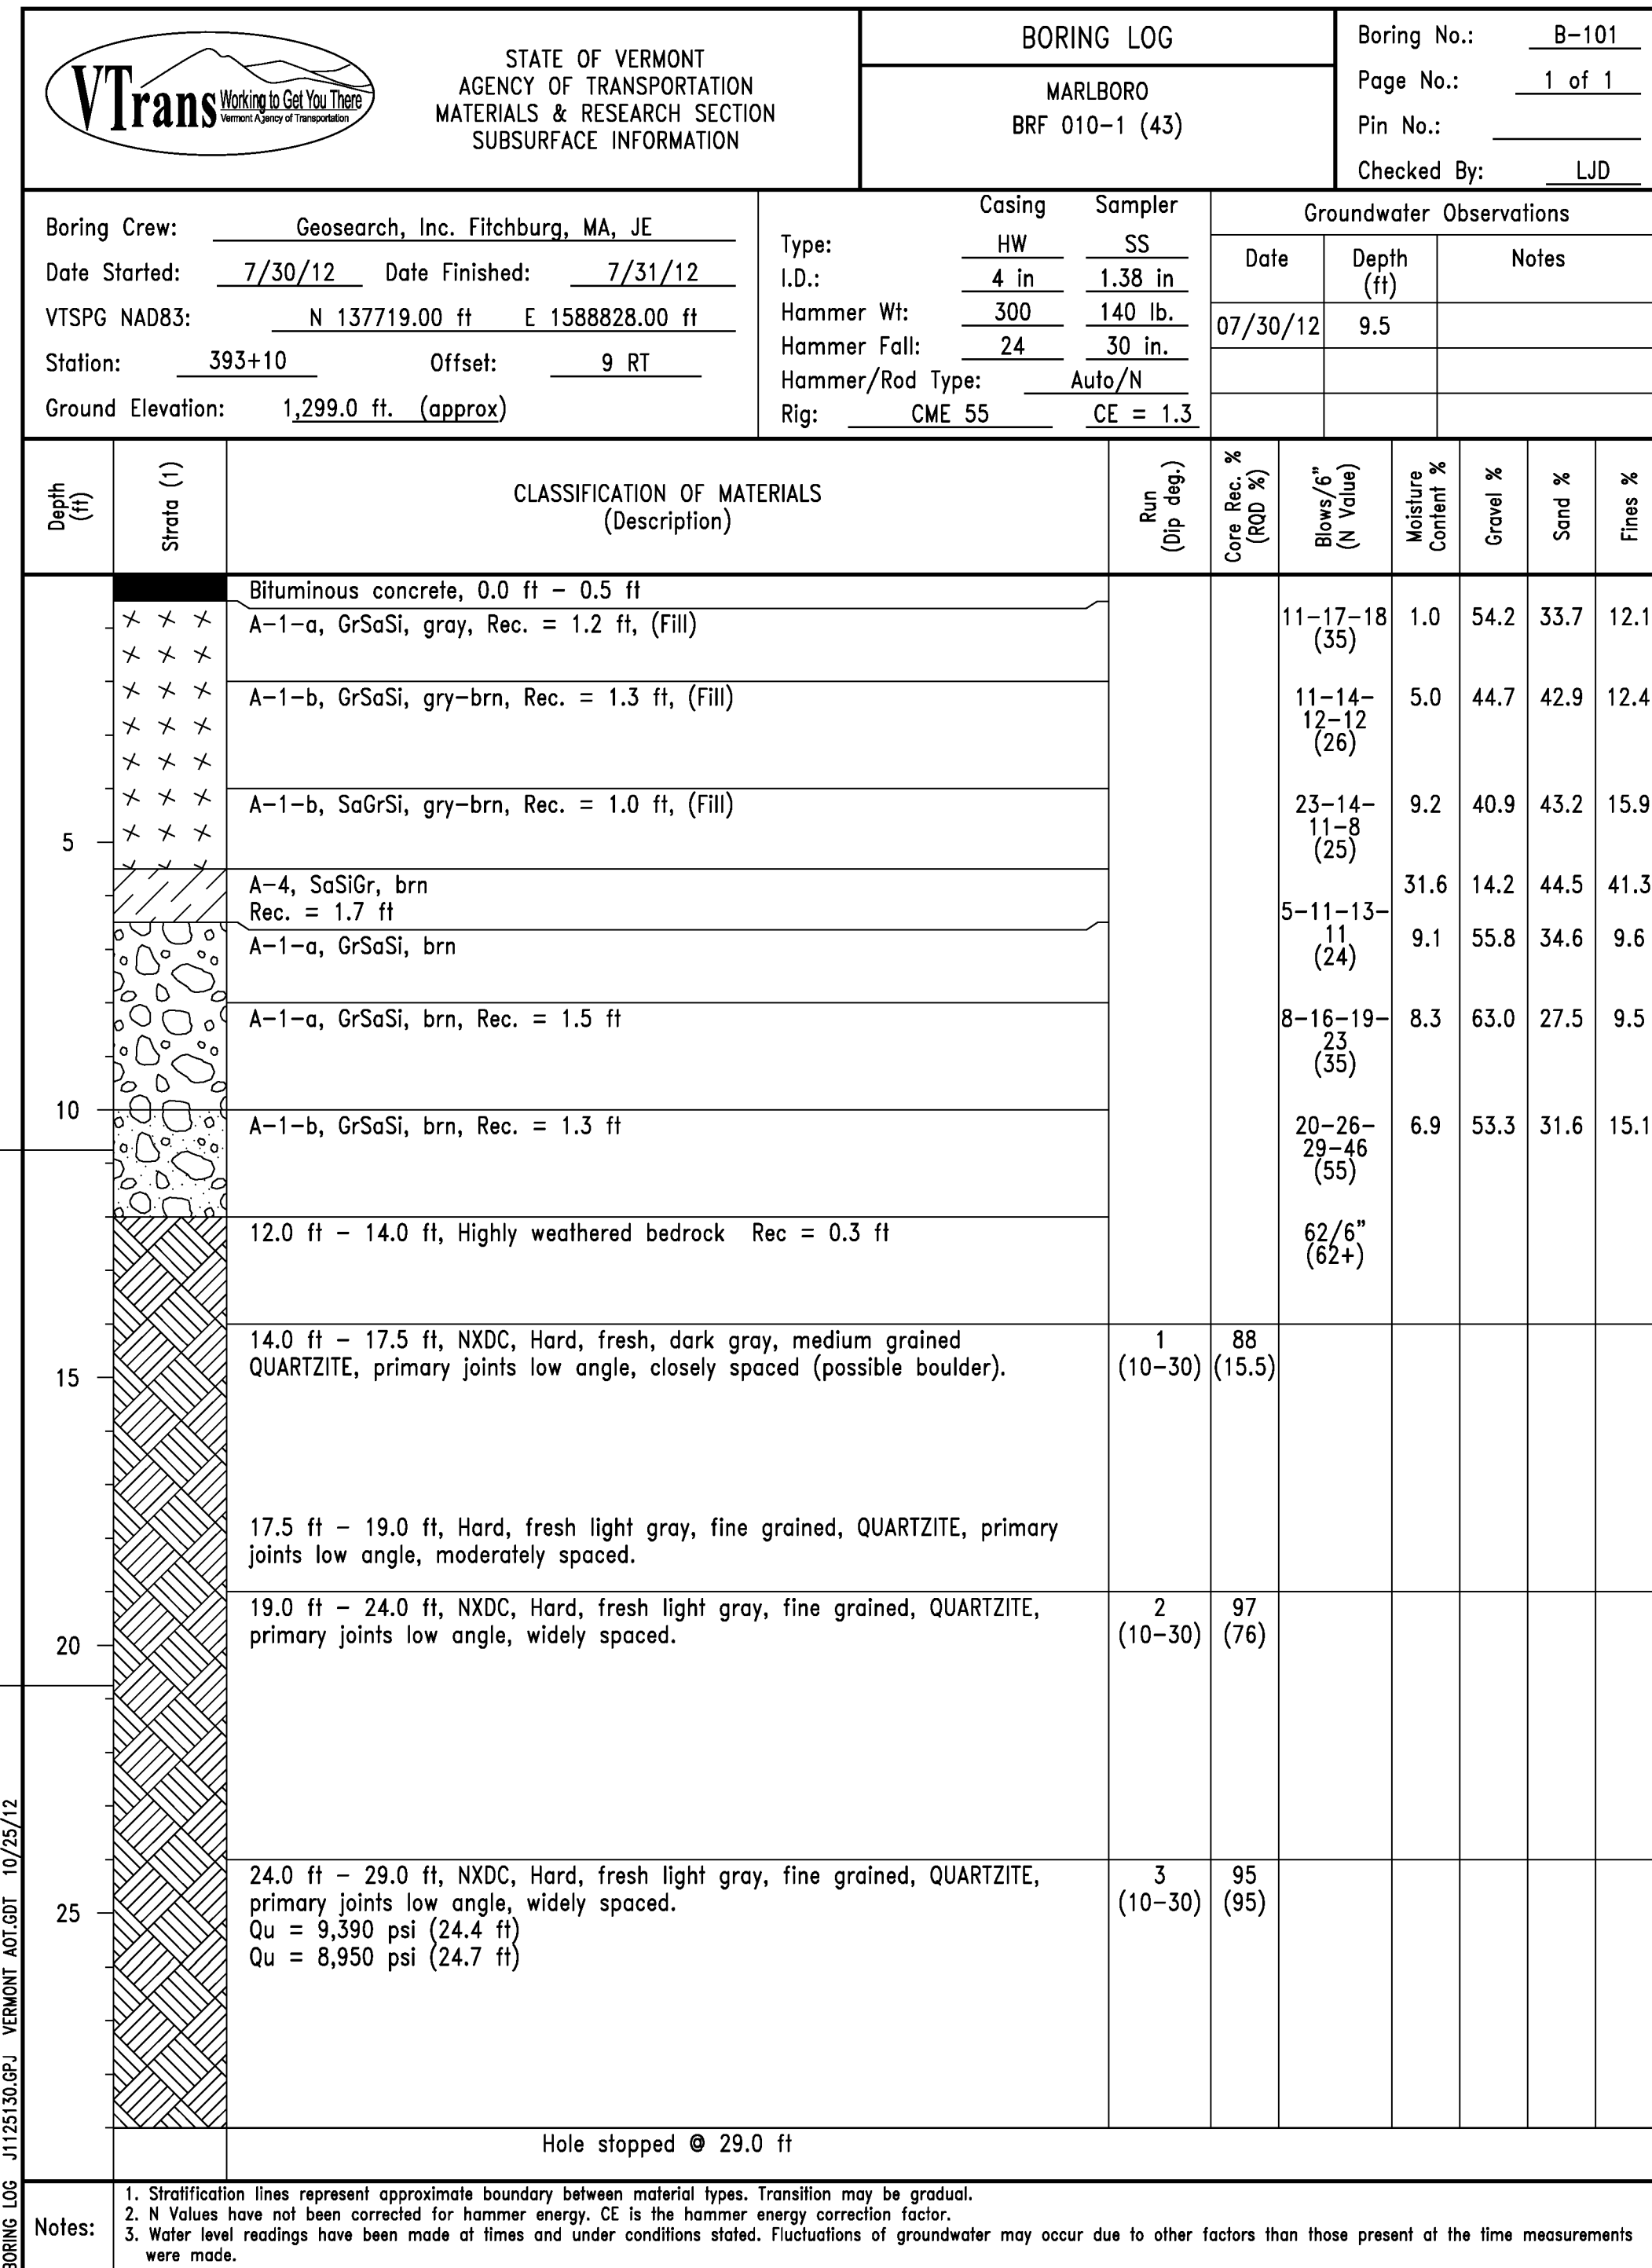 VTrans Working to Get You There
Vermont Agency of Transportation
STATE OF VERMONT
AGENCY OF TRANSPORTATION
MATERIALS & RESEARCH SECTION
SUBSURFACE INFORMATION
BORING LOG
MARLBORO
BRF 010-1 (43)
Boring No.: B-101
Page No.: 1 of 1
Pin No.:
Checked By: LJD
Boring Crew: Geosearch, Inc. Fitchburg, MA, JE
Date Started: 7/30/12 Date Finished: 7/31/12
VTSPG NAD83: N 137719.00 ft E 1588828.00 ft
Station: 393+10 Offset: 9 RT
Ground Elevation: 1,299.0 ft. (approx)
Casing Sampler
Type: HW SS
I.D.: 4 in 1.38 in
Hammer Wt: 300 140 lb.
Hammer Fall: 24 30 in.
Hammer/Rod Type: Auto/N
Rig: CME 55 CE = 1.3
Groundwater Observations
Date Depth (ft) Notes
07/30/12 9.5
Depth (ft)
Strata (1)
CLASSIFICATION OF MATERIALS
(Description)
Run (Dip deg.)
Core Rec. % (RQD %)
Blows/6" (N Value)
Moisture Content %
Gravel %
Sand %
Fines %
Bituminous concrete, 0.0 ft - 0.5 ft
A-1-a, GrSaSi, gray, Rec. = 1.2 ft, (Fill) 11-17-18 1.0 54.2 33.7 12.1
(35)
A-1-b, GrSaSi, gry-brn, Rec. = 1.3 ft, (Fill) 11-14- 5.0 44.7 42.9 12.4
12-12
(26)
A-1-b, SaGrSi, gry-brn, Rec. = 1.0 ft, (Fill) 23-14- 9.2 40.9 43.2 15.9
11-8
5
(25)
A-4, SaSiGr, brn 31.6 14.2 44.5 41.3
Rec. = 1.7 ft 5-11-13-
A-1-a, GrSaSi, brn 11 9.1 55.8 34.6 9.6
(24)
A-1-a, GrSaSi, brn, Rec. = 1.5 ft 8-16-19- 8.3 63.0 27.5 9.5
23
(35)
10
A-1-b, GrSaSi, brn, Rec. = 1.3 ft 20-26- 6.9 53.3 31.6 15.1
29-46
(55)
12.0 ft - 14.0 ft, Highly weathered bedrock Rec = 0.3 ft 62/6"
(62+)
14.0 ft - 17.5 ft, NXDC, Hard, fresh, dark gray, medium grained 1 88
QUARTZITE, primary joints low angle, closely spaced (possible boulder). (10-30) (15.5)
15
17.5 ft - 19.0 ft, Hard, fresh light gray, fine grained, QUARTZITE, primary
joints low angle, moderately spaced.
19.0 ft - 24.0 ft, NXDC, Hard, fresh light gray, fine grained, QUARTZITE, 2 97
primary joints low angle, widely spaced. (10-30) (76)
20
24.0 ft - 29.0 ft, NXDC, Hard, fresh light gray, fine grained, QUARTZITE, 3 95
primary joints low angle, widely spaced. (10-30) (95)
25
Qu = 9,390 psi (24.4 ft)
Qu = 8,950 psi (24.7 ft)
Hole stopped @ 29.0 ft
Notes:
1. Stratification lines represent approximate boundary between material types. Transition may be gradual.
2. N Values have not been corrected for hammer energy. CE is the hammer energy correction factor.
3. Water level readings have been made at times and under conditions stated. Fluctuations of groundwater may occur due to other factors than those present at the time measurements
were made.
BORING LOG J1125130.GPJ VERMONT AOT.GDT 10/25/12